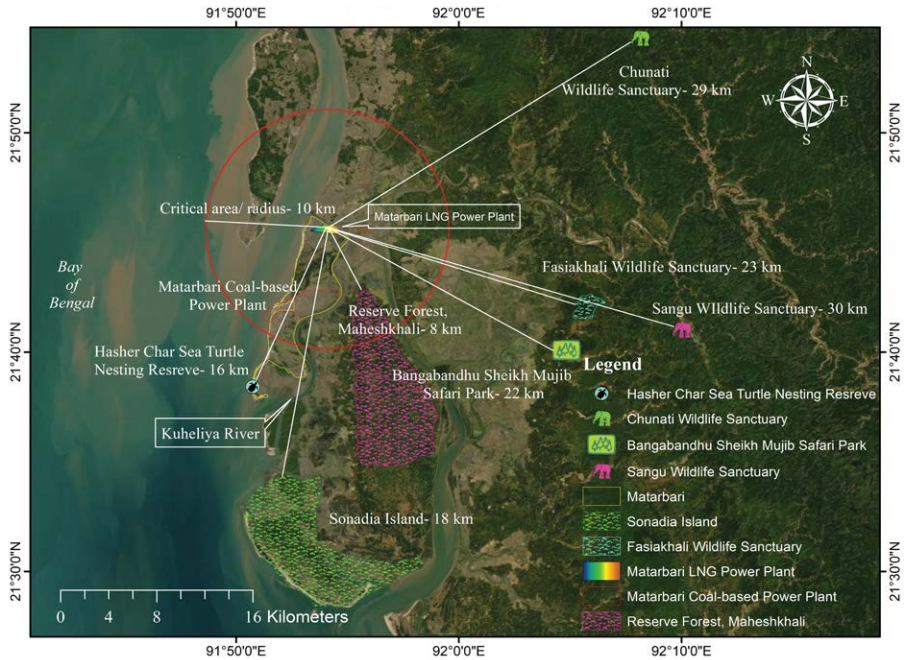 91°50'0"E
92°0'0"E
92°10'0"E
21°50'0"N
21°50'0"N
21°40'0"N
21°40'0"N
21°30'0"N
21°30'0"N
Chunati
Wildlife Sanctuary- 29 km
N
W
E
S
Critical area/ radius- 10 km
Matarbari LNG Power Plant
Bay
of
Bengal
Fasiakhali Wildlife Sanctuary- 23 km
Matarbari Coal-based
Power Plant
Reserve Forest,
Maheshkhali- 8 km
Sangu WIldlife Sanctuary- 30 km
Hasher Char Sea Turtle
Nesting Resreve- 16 km
Bangabandhu Sheikh Mujib
Safari Park- 22 km
Kuheliya River
Sonadia Island- 18 km
Legend
Hasher Char Sea Turtle Nesting Resreve
Chunati Wildlife Sanctuary
Bangabandhu Sheikh Mujib Safari Park
Sangu Wildlife Sanctuary
Matarbari
Sonadia Island
Fasiakhali Wildlife Sanctuary
Matarbari LNG Power Plant
Matarbari Coal-based Power Plant
Reserve Forest, Maheshkhali
0 4 8 16 Kilometers
91°50'0"E
92°0'0"E
92°10'0"E